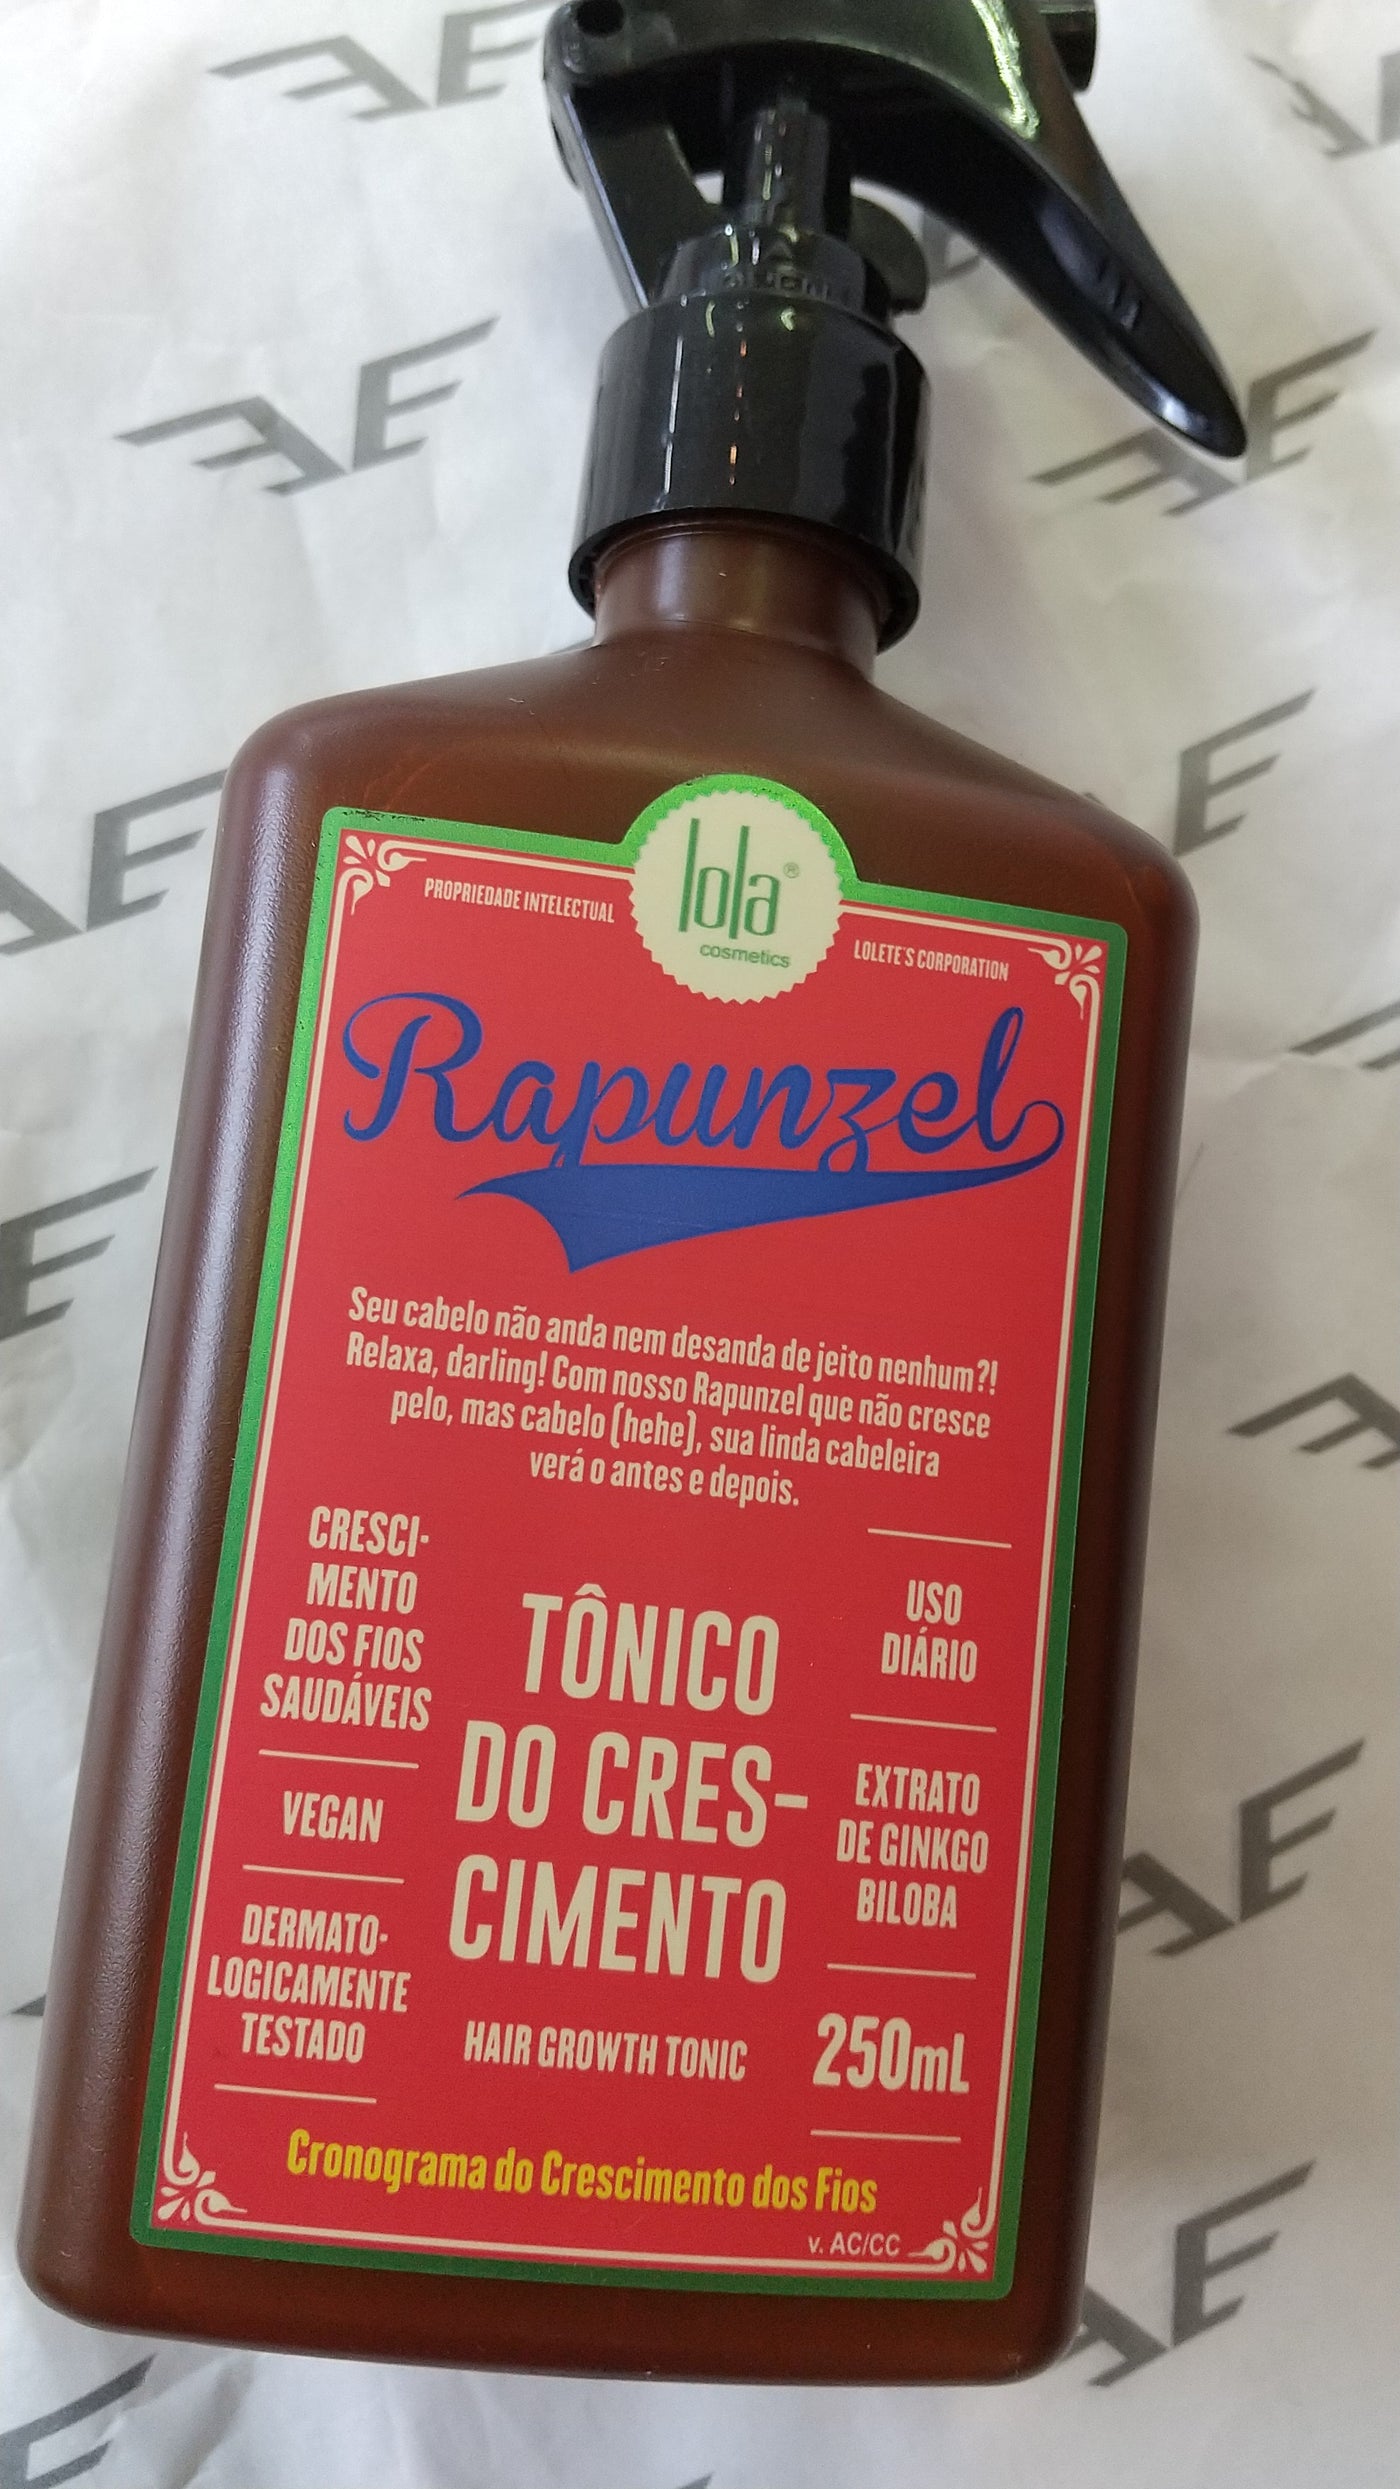 lola®
cosmetics
PROPRIEDADE INTELECTUAL
LOLETE'S CORPORATION
Rapunzel
Seu cabelo não anda nem desanda de jeito nenhum?!
Relaxa, darling! Com nosso Rapunzel que não cresce
pelo, mas cabelo (hehe), sua linda cabeleira
verá o antes e depois.
CRESCI-
MENTO
DOS FIOS
SAUDÁVEIS
VEGAN
DERMATO-
LOGICAMENTE
TESTADO
TÔNICO
DO CRES-
CIMENTO
HAIR GROWTH TONIC
USO
DIÁRIO
EXTRATO
DE GINKGO
BILOBA
250mL
Cronograma do Crescimento dos Fios
v. AC/CC